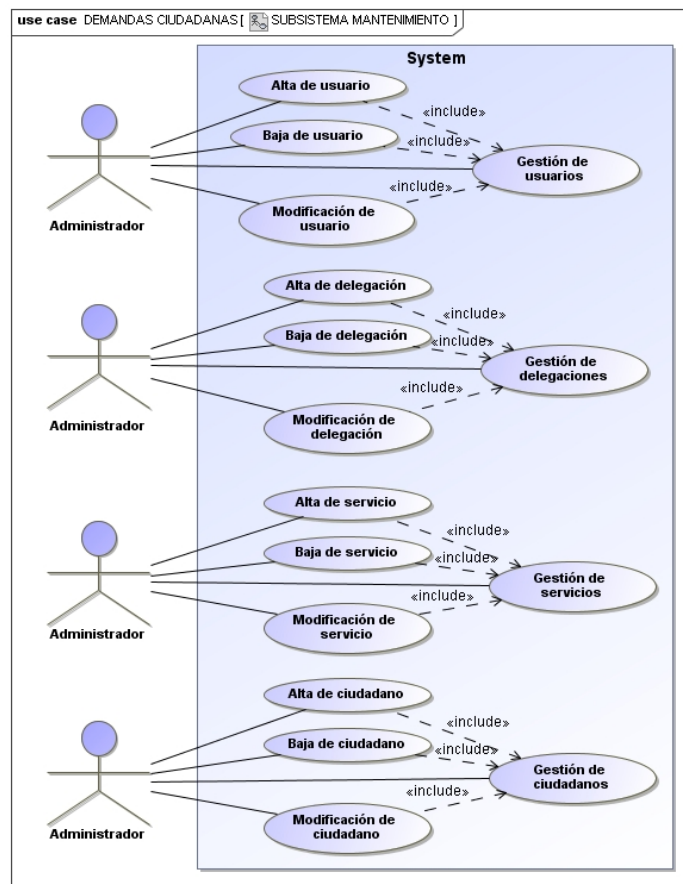 use case DEMANDAS CIUDADANAS [ SUBSISTEMA MANTENIMIENTO ]
System
Alta de usuario
«include»
Baja de usuario
«include»
Gestión de
usuarios
«include»
Modificación de
usuario
Administrador
Alta de delegación
«include»
Baja de delegación
«include»
Gestión de
delegaciones
«include»
Modificación de
delegación
Administrador
Alta de servicio
«include»
Baja de servicio
«include»
Gestión de
servicios
«include»
Modificación de
servicio
Administrador
Alta de ciudadano
«include»
Baja de ciudadano
«include»
Gestión de
ciudadanos
«include»
Modificación de
ciudadano
Administrador